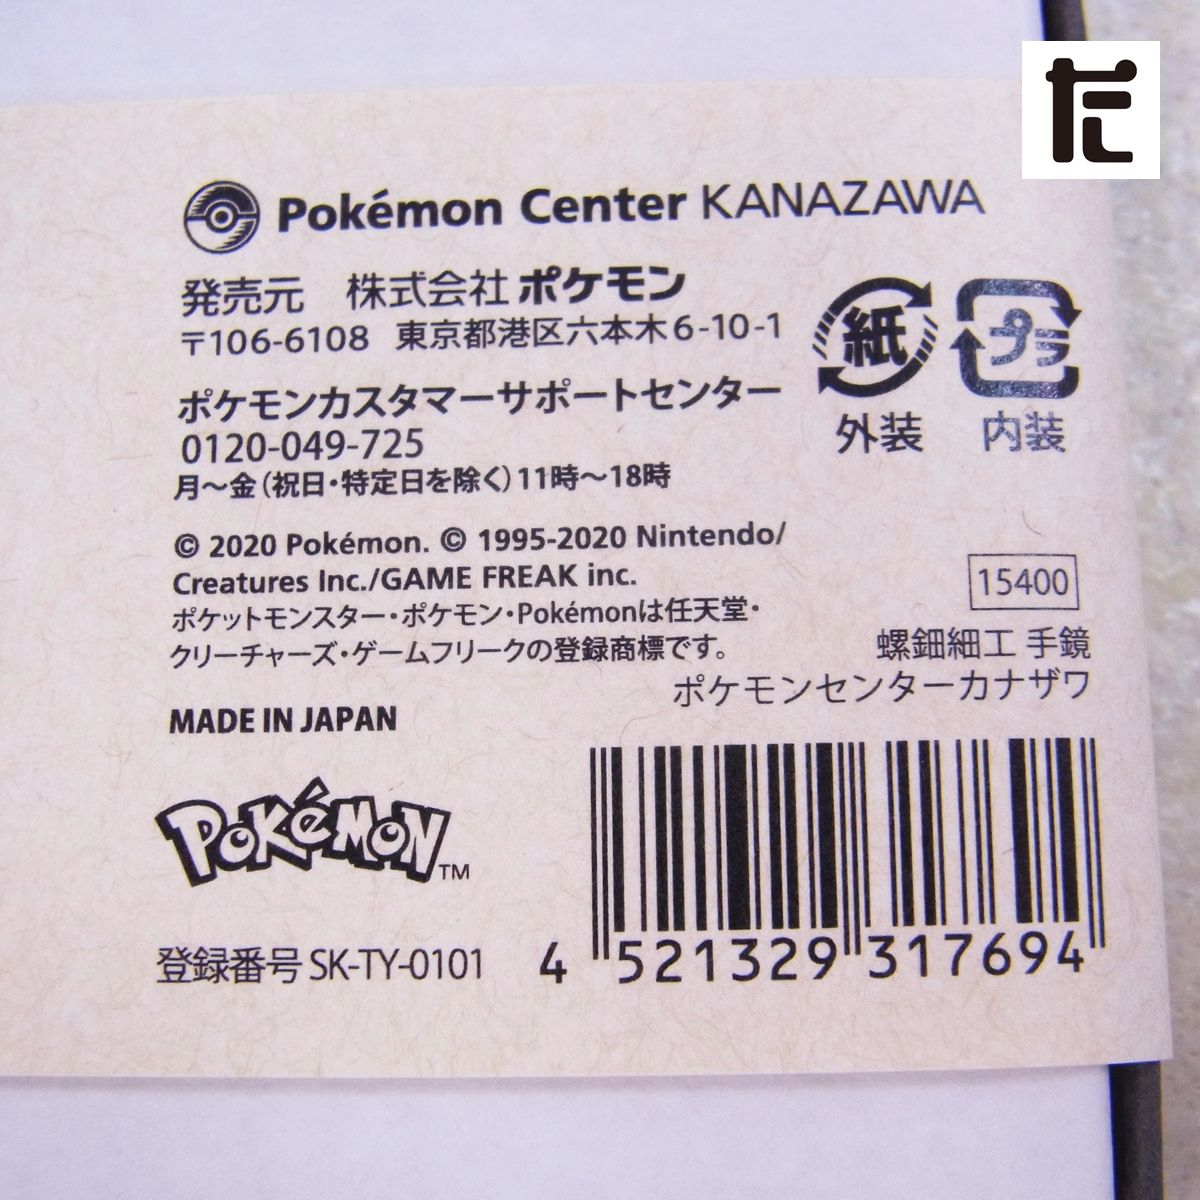 だ
Pokémon Center KANAZAWA
発売元 株式会社 ポケモン
〒106-6108 東京都港区六本木6-10-1
ポケモンカスタマーサポートセンター
0120-049-725
月～金(祝日・特定日を除く)11時～18時
紙
外装
プラ
内装
© 2020 Pokémon. © 1995-2020 Nintendo/
Creatures Inc./GAME FREAK inc.
ポケットモンスター・ポケモン・Pokémonは任天堂・
クリーチャーズ・ゲームフリークの登録商標です。
MADE IN JAPAN
15400
螺鈿細工 手鏡
ポケモンセンターカナザワ
POKéMON™
登録番号 SK-TY-0101
4 521329 317694